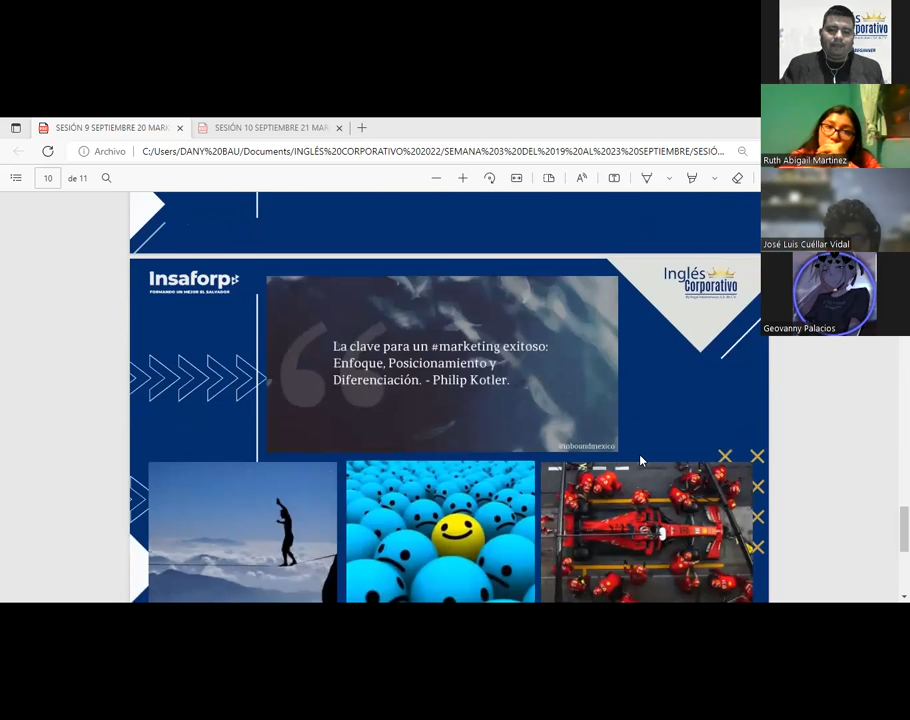 SESIÓN 9 SEPTIEMBRE 20 MAR
SESIÓN 10 SEPTIEMBRE 21 MAR
Archivo
C:/Users/DANY%20BAU/Documents/INGLÉS%20CORPORATIVO%202022/SEMANA%203%20DEL%2019%20AL%2023%20SEPTIEMBRE/SESIÓ...
10 de 11
Insaforp
FORMANDO UN MEJOR EL SALVADOR
Inglés
Corporativo
La clave para un #marketing exitoso:
Enfoque, Posicionamiento y
Diferenciación. - Philip Kotler.
@inboundmexico
Ruth Abigail Martinez
José Luis Cuéllar Vidal
Geovanny Palacios